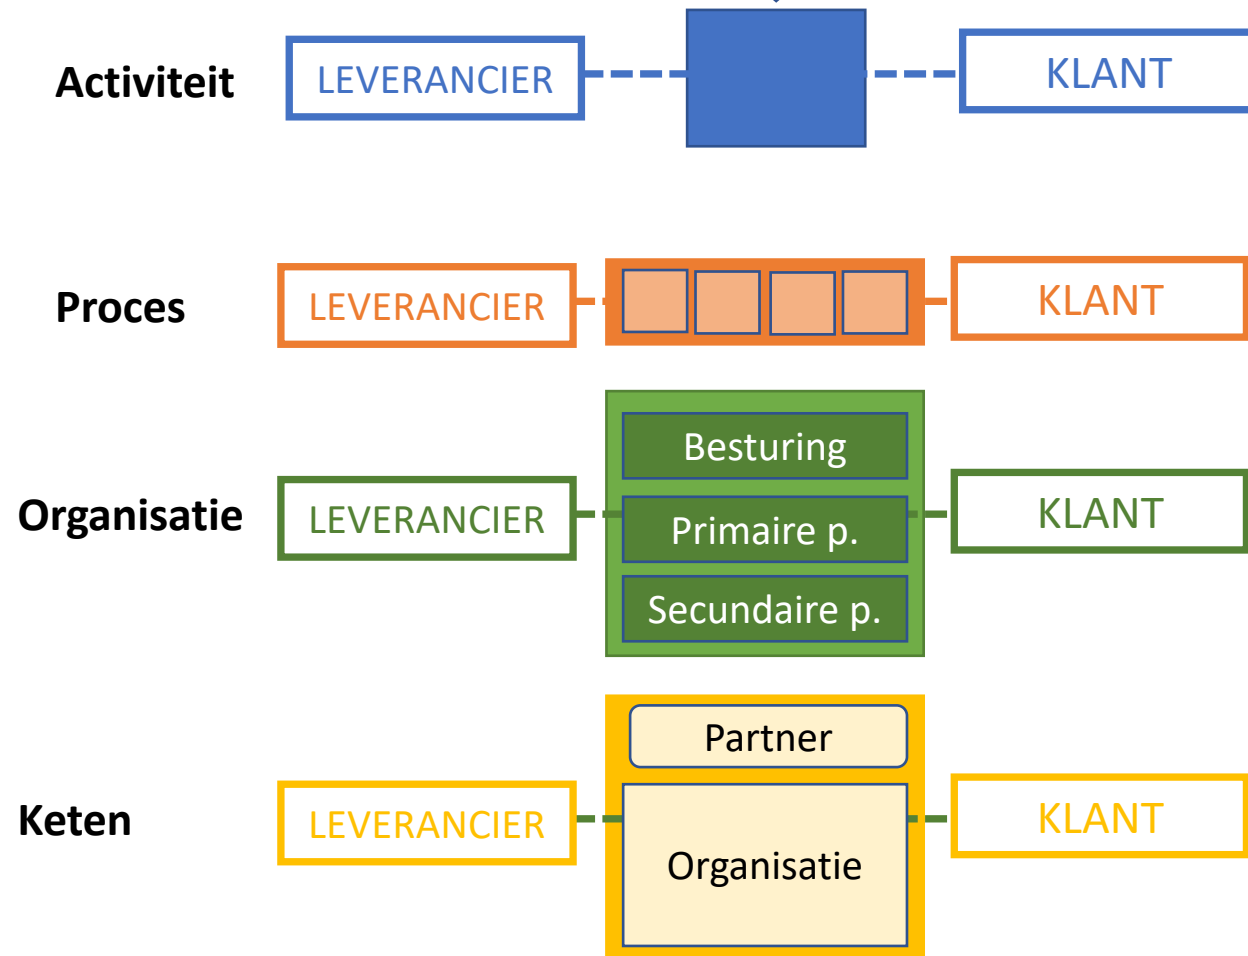 Activiteit
LEVERANCIER
KLANT
Proces
LEVERANCIER
KLANT
Organisatie
LEVERANCIER
Besturing
Primaire p.
Secundaire p.
KLANT
Keten
LEVERANCIER
Partner
Organisatie
KLANT